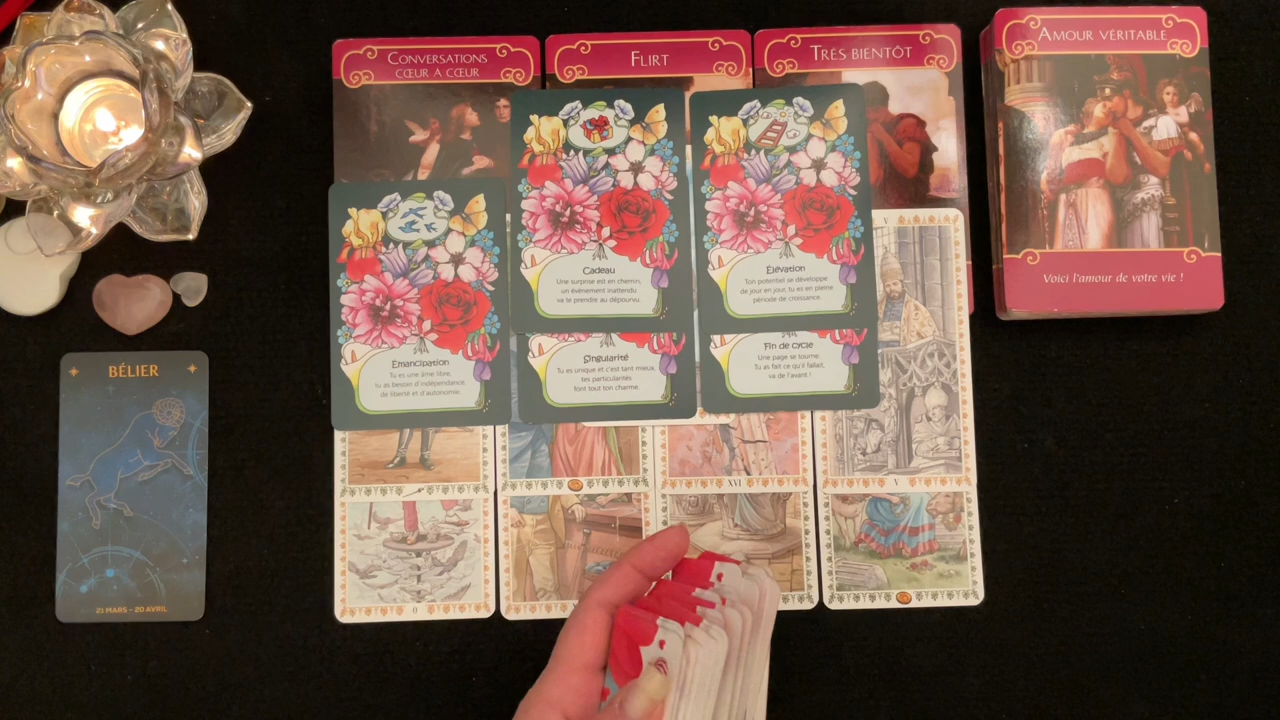 CONVERSATIONS
CŒUR A CŒUR
FLIRT
TRÈS BIENTÔT
AMOUR VÉRITABLE
Voici l'amour de votre vie !
BÉLIER
21 MARS - 20 AVRIL
Cadeau
Une surprise est en chemin,
un évènement inattendu
va te prendre au dépourvu.
Élévation
Ton potentiel se développe
de jour en jour, tu es en pleine
période de croissance.
Émancipation
Tu es une âme libre,
tu as besoin d'indépendance,
de liberté et d'autonomie.
Singularité
Tu es unique et c'est tant mieux,
tes particularités
font tout ton charme.
Fin de cycle
Une page se tourne.
Tu as fait ce qu'il fallait,
va de l'avant !
V
XVI
V
0